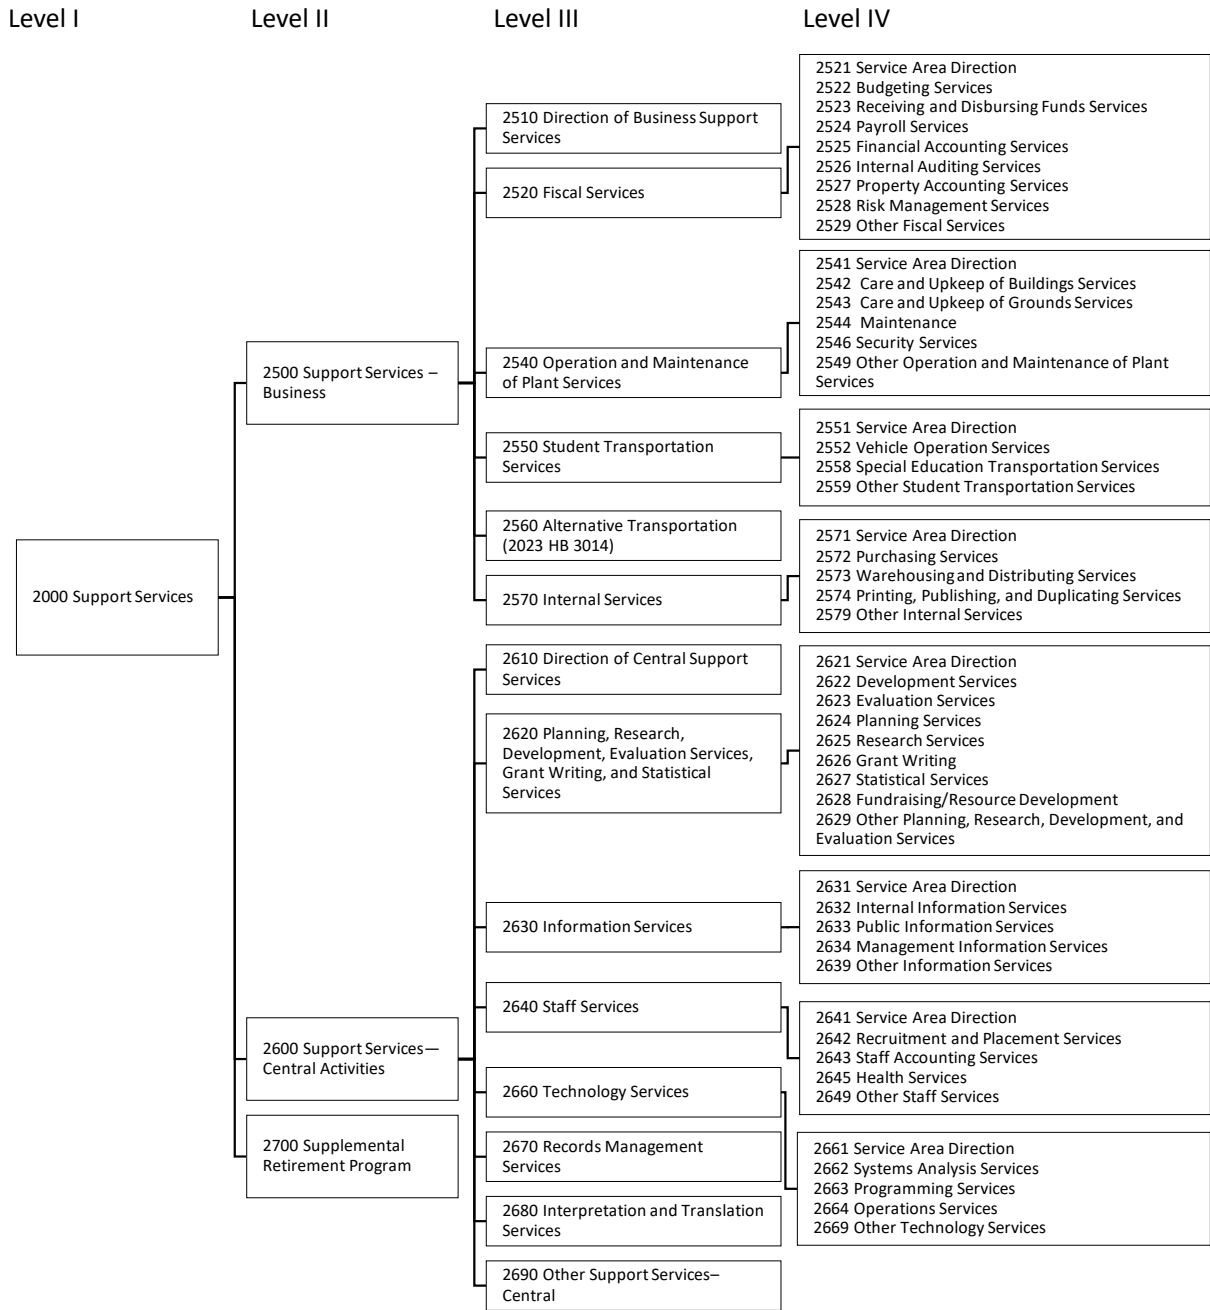 Level I
Level II
Level III
Level IV
2000 Support Services
2500 Support Services –
Business
2600 Support Services—
Central Activities
2700 Supplemental
Retirement Program
2510 Direction of Business Support
Services
2520 Fiscal Services
2540 Operation and Maintenance
of Plant Services
2550 Student Transportation
Services
2560 Alternative Transportation
(2023 HB 3014)
2570 Internal Services
2610 Direction of Central Support
Services
2620 Planning, Research,
Development, Evaluation Services,
Grant Writing, and Statistical
Services
2630 Information Services
2640 Staff Services
2660 Technology Services
2670 Records Management
Services
2680 Interpretation and Translation
Services
2690 Other Support Services–
Central
2521 Service Area Direction
2522 Budgeting Services
2523 Receiving and Disbursing Funds Services
2524 Payroll Services
2525 Financial Accounting Services
2526 Internal Auditing Services
2527 Property Accounting Services
2528 Risk Management Services
2529 Other Fiscal Services
2541 Service Area Direction
2542 Care and Upkeep of Buildings Services
2543 Care and Upkeep of Grounds Services
2544 Maintenance
2546 Security Services
2549 Other Operation and Maintenance of Plant
Services
2551 Service Area Direction
2552 Vehicle Operation Services
2558 Special Education Transportation Services
2559 Other Student Transportation Services
2571 Service Area Direction
2572 Purchasing Services
2573 Warehousing and Distributing Services
2574 Printing, Publishing, and Duplicating Services
2579 Other Internal Services
2621 Service Area Direction
2622 Development Services
2623 Evaluation Services
2624 Planning Services
2625 Research Services
2626 Grant Writing
2627 Statistical Services
2628 Fundraising/Resource Development
2629 Other Planning, Research, Development, and
Evaluation Services
2631 Service Area Direction
2632 Internal Information Services
2633 Public Information Services
2634 Management Information Services
2639 Other Information Services
2641 Service Area Direction
2642 Recruitment and Placement Services
2643 Staff Accounting Services
2645 Health Services
2649 Other Staff Services
2661 Service Area Direction
2662 Systems Analysis Services
2663 Programming Services
2664 Operations Services
2669 Other Technology Services